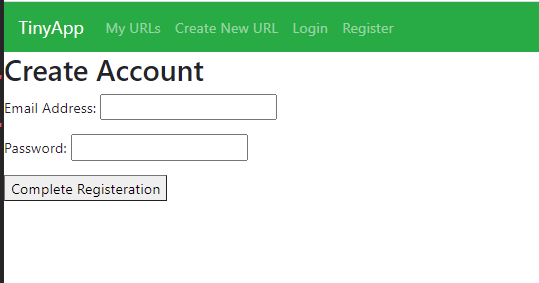 TinyApp My URLs Create New URL Login Register
Create Account
Email Address:
Password:
Complete Registeration